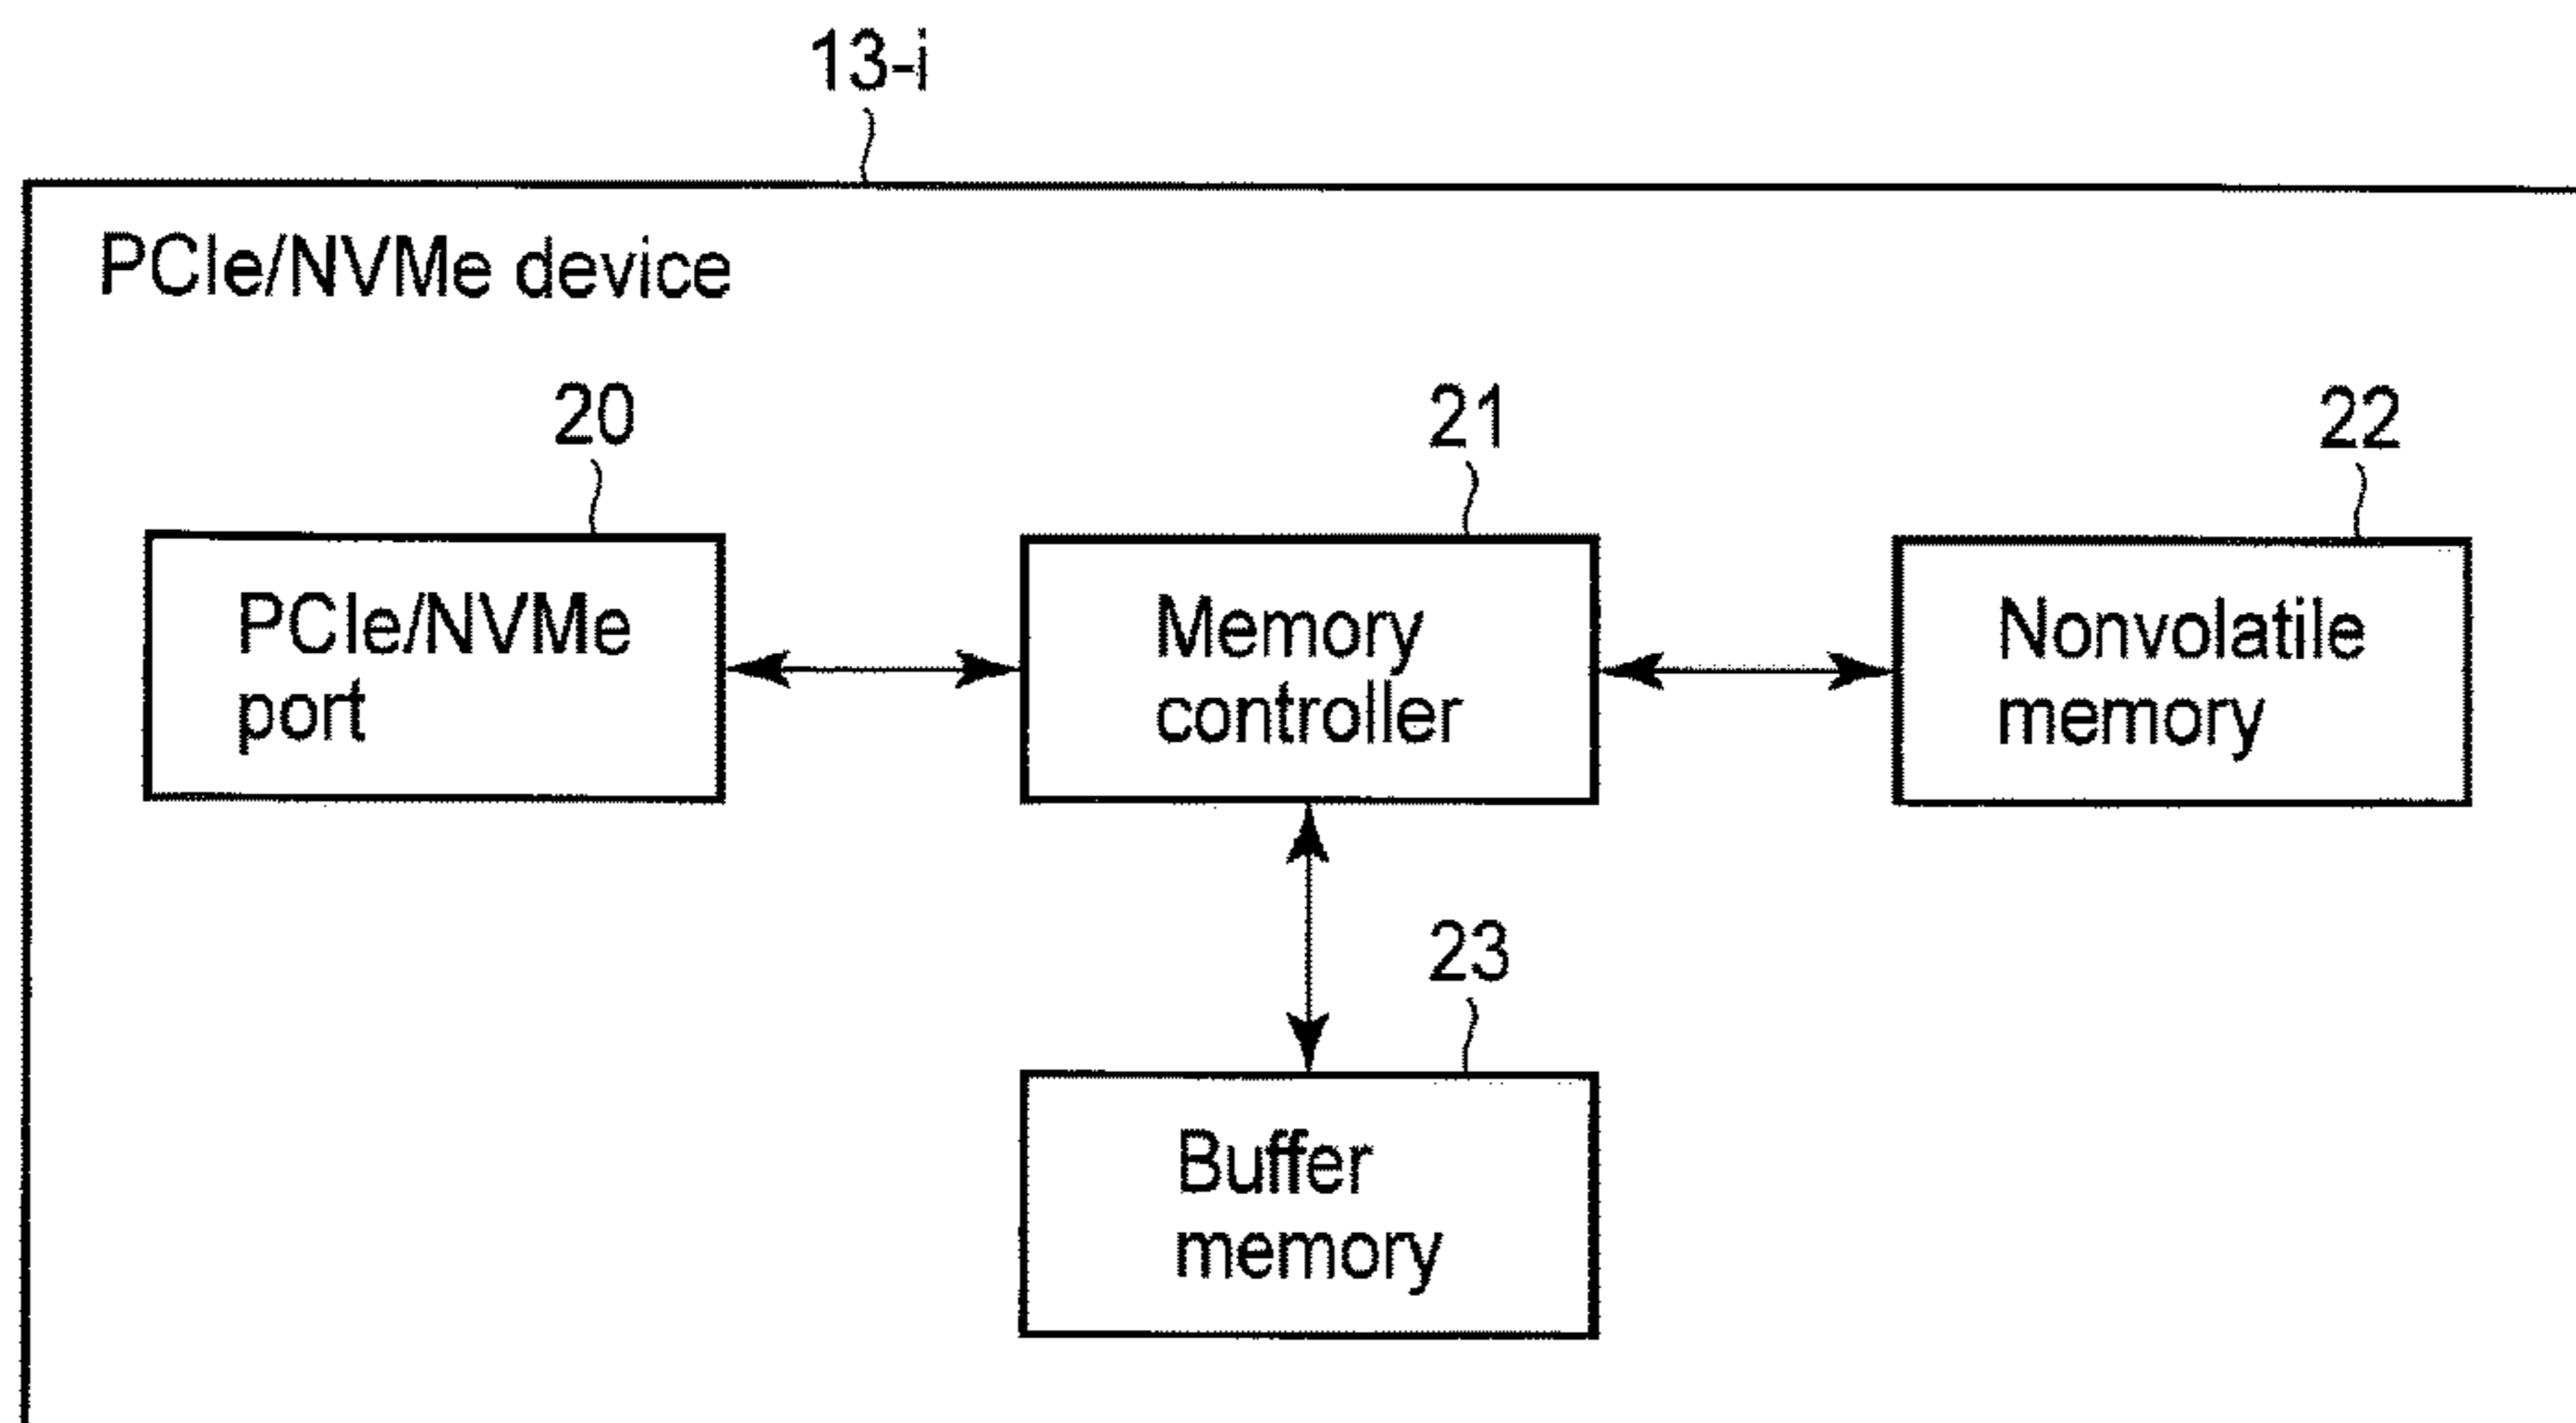 13-i
PCIe/NVMe device
20
21
22
PCIe/NVMe
port
Memory
controller
Nonvolatile
memory
23
Buffer
memory